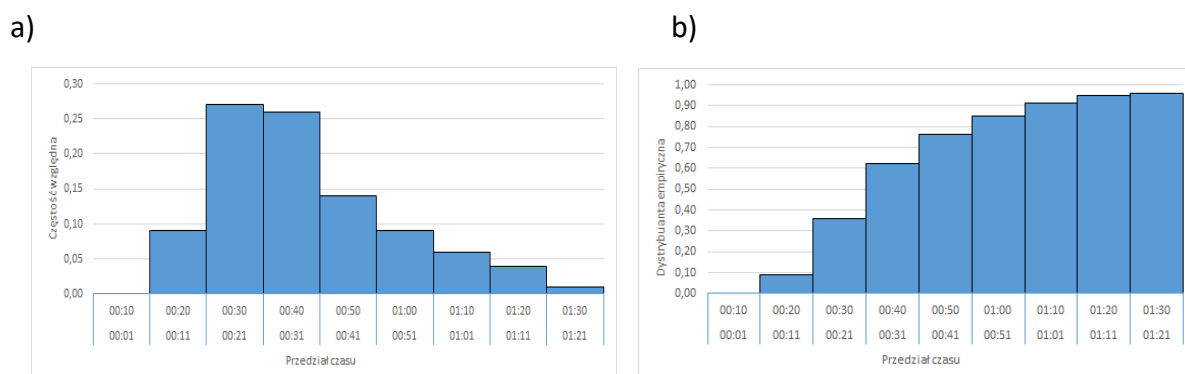 a)
b)
0,30
0,25
0,20
0,15
0,10
0,05
0,00
Częstość względna
00:10 00:20 00:30 00:40 00:50 01:00 01:10 01:20 01:30
00:01 00:11 00:21 00:31 00:41 00:51 01:01 01:11 01:21
Przedział czasu
1,00
0,90
0,80
0,70
0,60
0,50
0,40
0,30
0,20
0,10
0,00
Dystrybuanta empiryczna
00:10 00:20 00:30 00:40 00:50 01:00 01:10 01:20 01:30
00:01 00:11 00:21 00:31 00:41 00:51 01:01 01:11 01:21
Przedział czasu